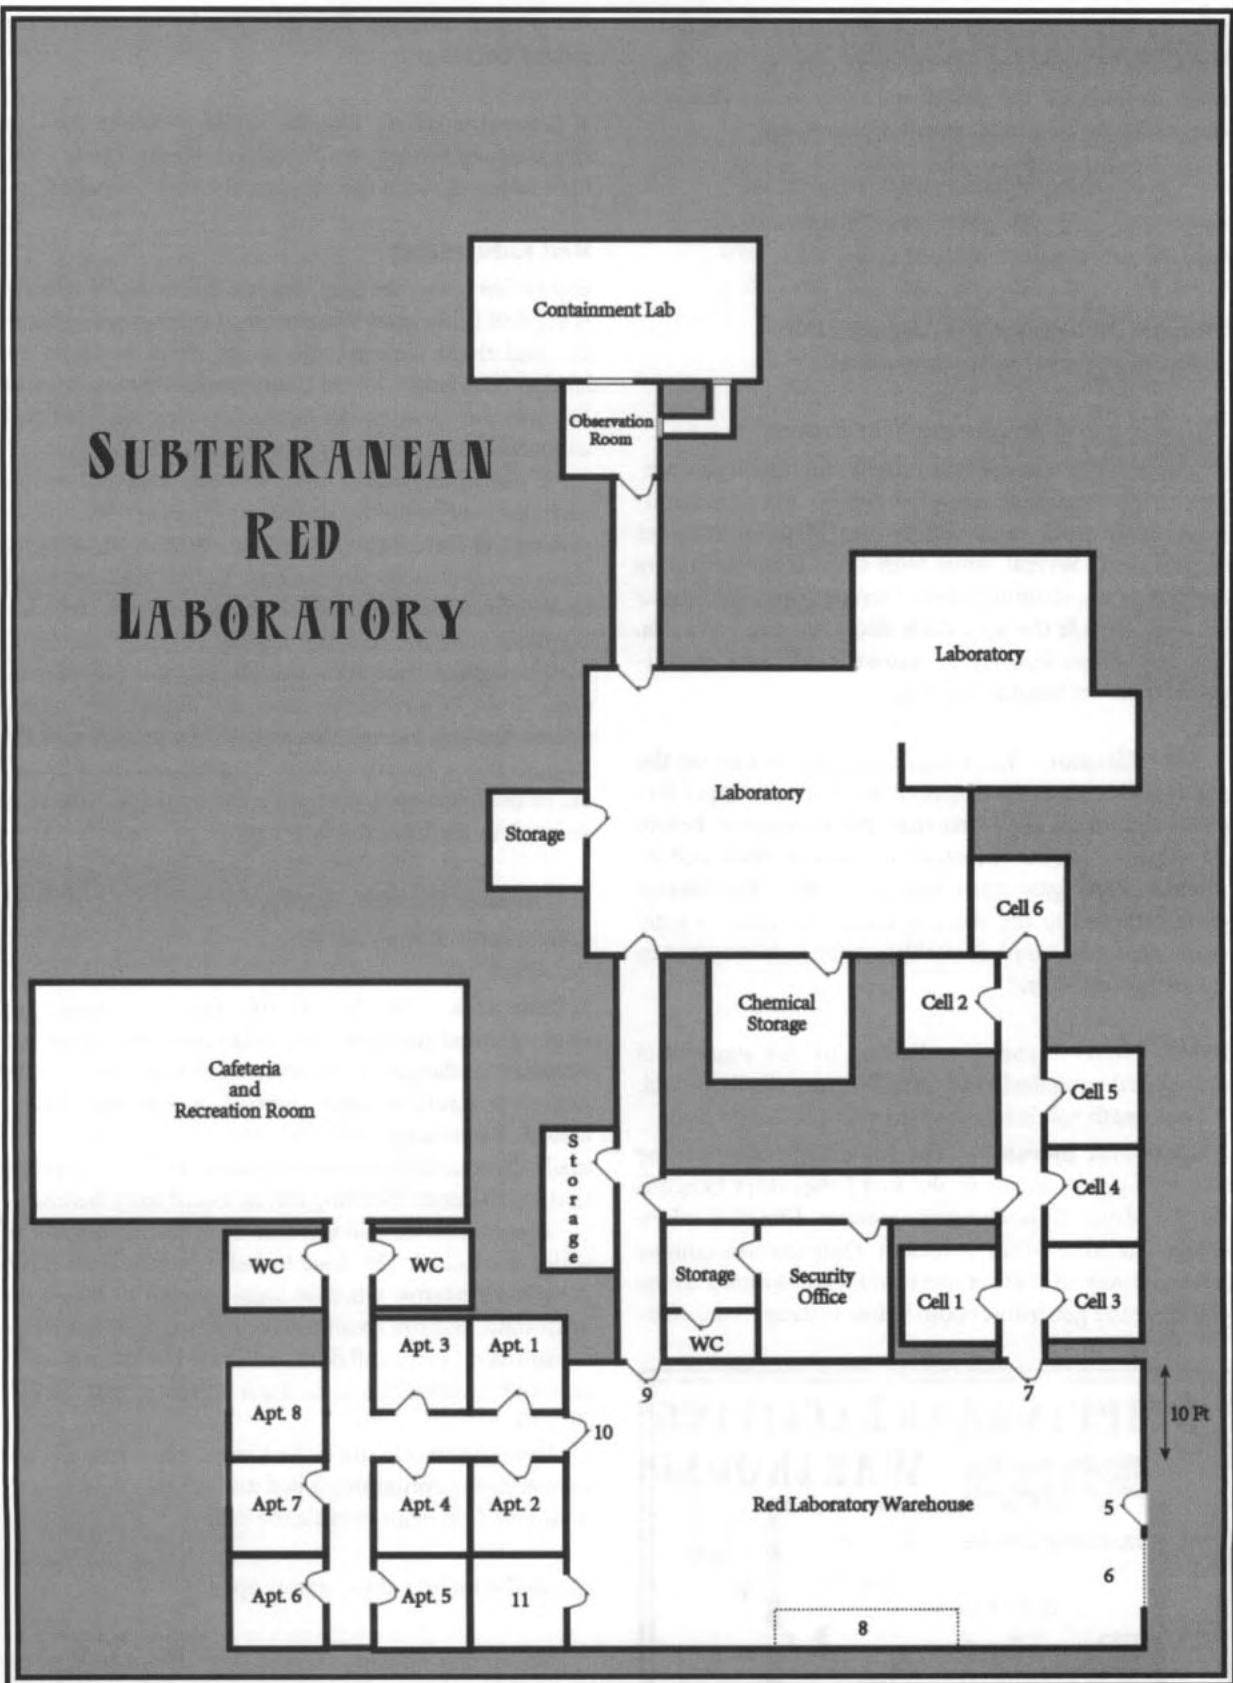 SUBTERRANEAN
RED
LABORATORY
Containment Lab
Observation
Room
Laboratory
Laboratory
Storage
Cell 6
Chemical
Storage
Cell 2
Cafeteria
and
Recreation Room
Cell 5
Storage
Cell 4
WC
WC
Storage
Security
Office
Cell 1
Cell 3
WC
Apt. 3
Apt. 1
9
7
10 Ft
Apt. 8
10
Apt. 7
Apt. 4
Apt. 2
Red Laboratory Warehouse
5
6
Apt. 6
Apt. 5
11
8